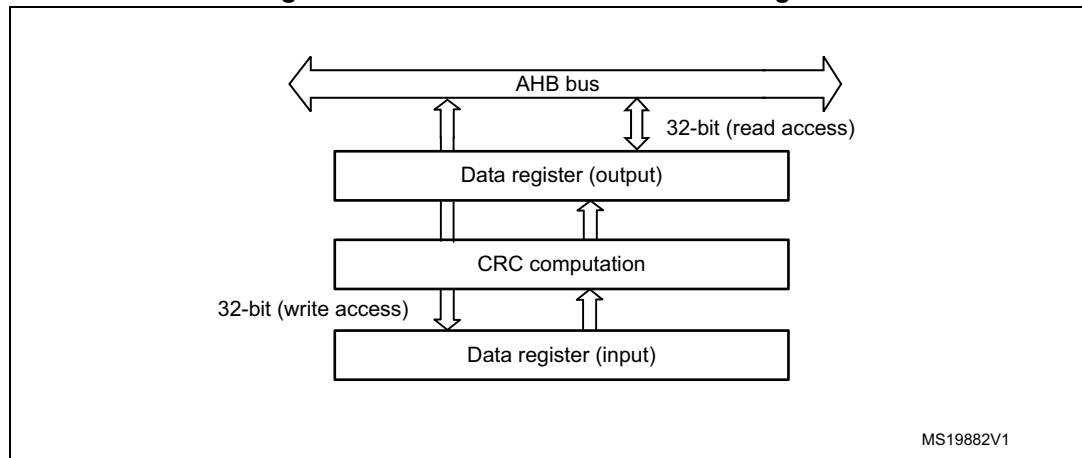 AHB bus
32-bit (read access)
Data register (output)
CRC computation
32-bit (write access)
Data register (input)
MS19882V1